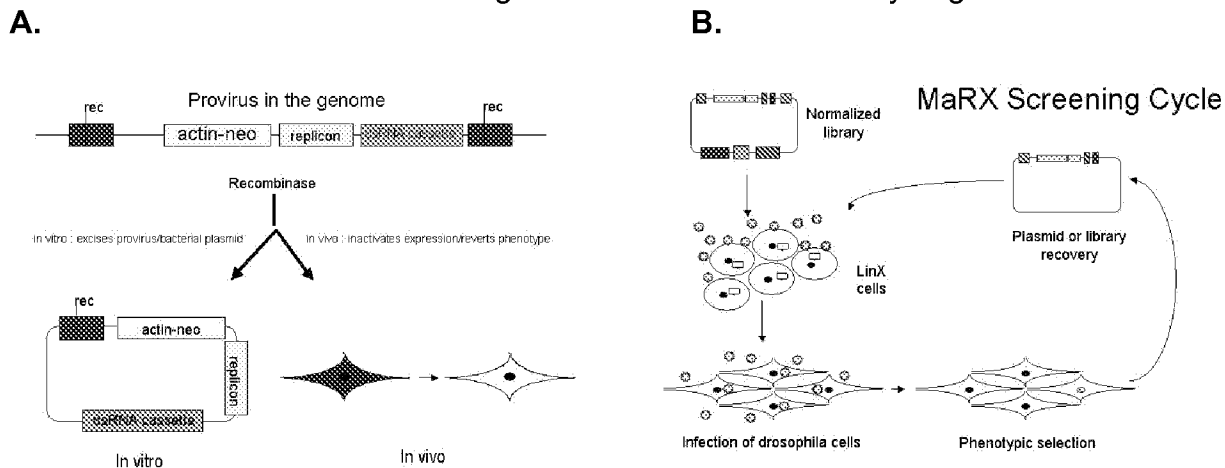 A.
rec
Provirus in the genome
rec
actin-neo
replicon
Recombinase
in vitro : excises provirus/bacterial plasmid
in vivo : inactivates expression/reverts phenotype
rec
actin-neo
replicon
dsRNA cassette
In vitro
In vivo
B.
MaRX Screening Cycle
Normalized
library
Plasmid or library
recovery
LinX
cells
Infection of drosophila cells
Phenotypic selection